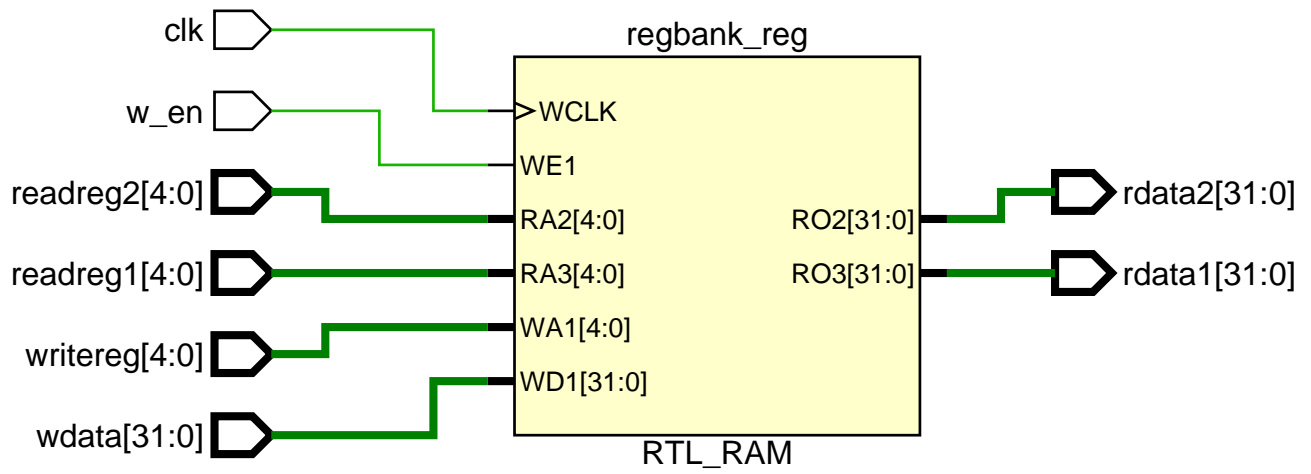 clk
regbank_reg
w_en
WCLK
WE1
readreg2[4:0]
RA2[4:0]
RO2[31:0]
rdata2[31:0]
readreg1[4:0]
RA3[4:0]
RO3[31:0]
rdata1[31:0]
writereg[4:0]
WA1[4:0]
wdata[31:0]
WD1[31:0]
RTL_RAM